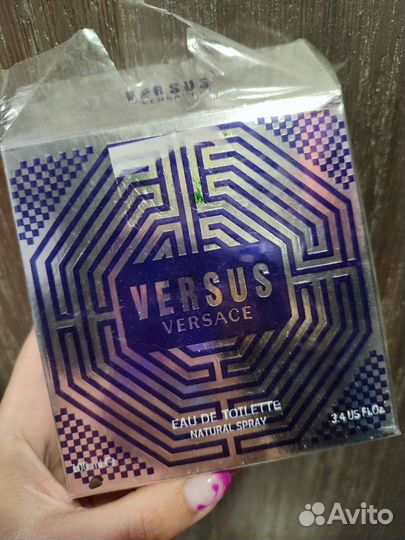 VERSUS
VERSACE
VERSUS
VERSACE
EAU DE TOILETTE
NATURAL SPRAY
100 ml ℮
3.4 US FL.Oz.
Avito